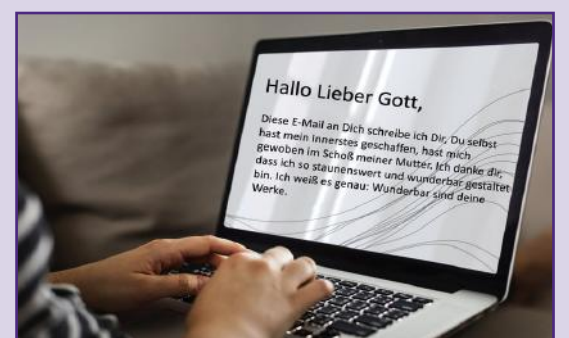 Hallo Lieber Gott,
Diese E-Mail an Dich schreibe ich Dir, Du selbst
hast mein Innerstes geschaffen, hast mich
gewoben im Schoß meiner Mutter, Ich danke dir,
dass ich so staunenswert und wunderbar gestaltet
bin. Ich weiß es genau: Wunderbar sind deine
Werke.